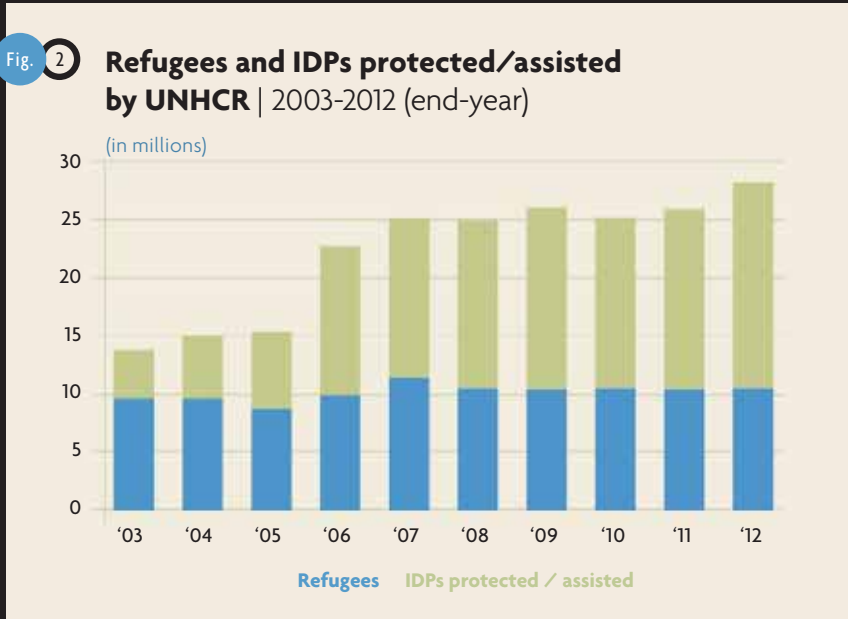 Fig. 2
Refugees and IDPs protected/assisted
by UNHCR | 2003-2012 (end-year)
(in millions)
30
25
20
15
10
5
0
‘03 ‘04 ‘05 ‘06 ‘07 ‘08 ‘09 ‘10 ‘11 ‘12
Refugees IDPs protected / assisted